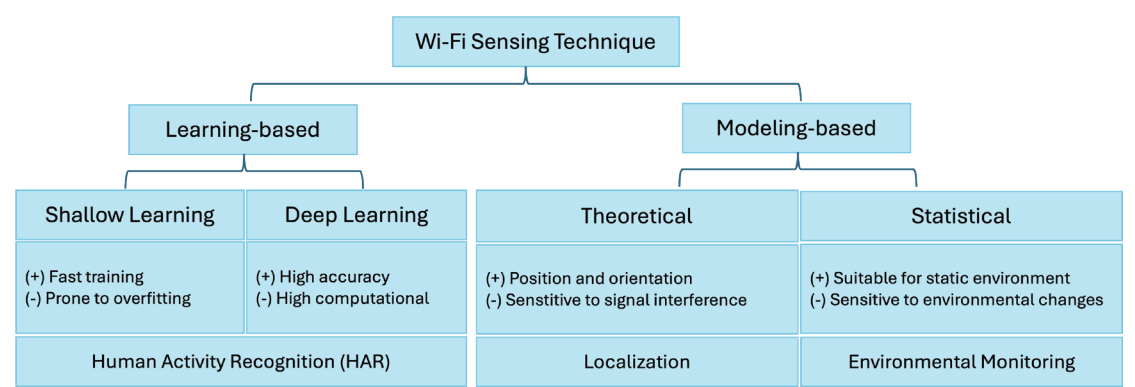 Wi-Fi Sensing Technique
Learning-based
Modeling-based
Shallow Learning
Deep Learning
Theoretical
Statistical
(+) Fast training
(-) Prone to overfitting
(+) High accuracy
(-) High computational
(+) Position and orientation
(-) Senstitive to signal interference
(+) Suitable for static environment
(-) Sensitive to environmental changes
Human Activity Recognition (HAR)
Localization
Environmental Monitoring